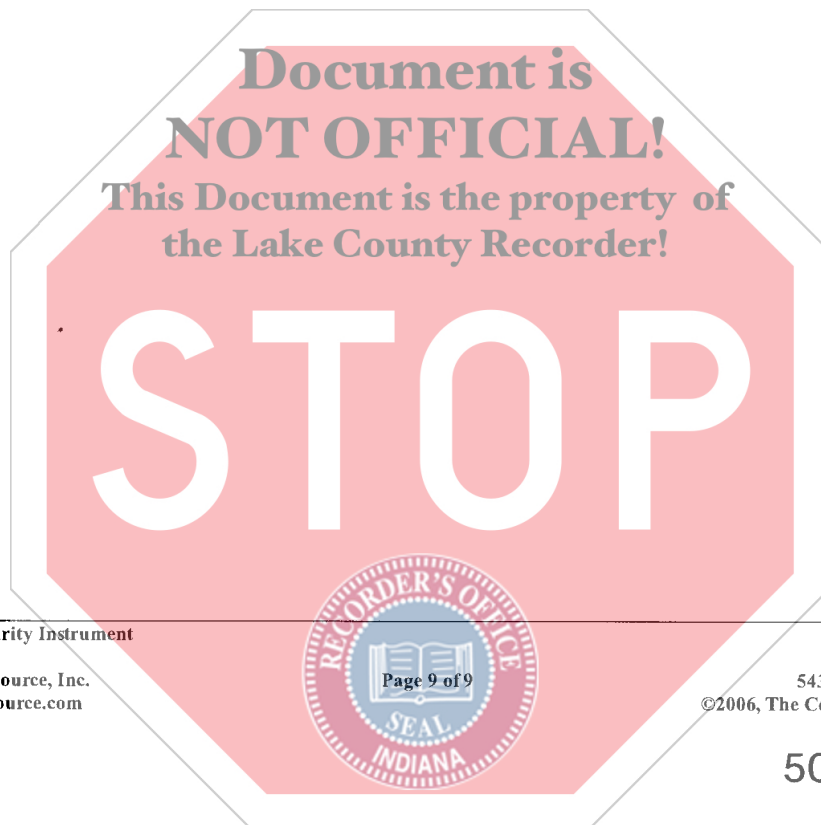 Document is
NOT OFFICIAL!
This Document is the property of
the Lake County Recorder!
STOP
RECORDER'S OFFICE
rity Instrument
ource, Inc.
Page 9 of 9
543
ource.com
©2006, The Co
SEAL
INDIANA
50